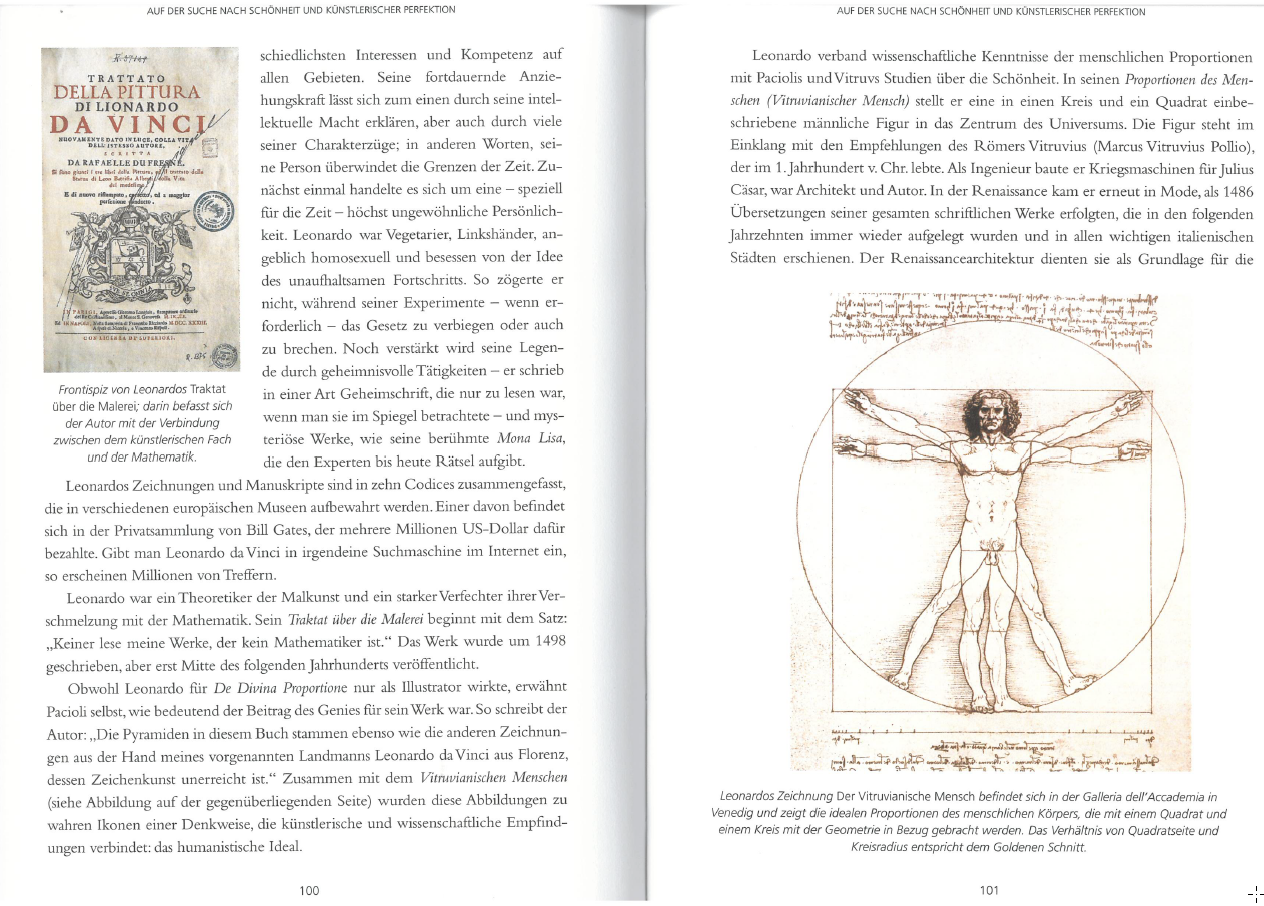 AUF DER SUCHE NACH SCHÖNHEIT UND KÜNSTLERISCHER PERFEKTION
TRATTATO
DELLA PITTURA
DI LIONARDO
DA VINCI
NUOVAMENTE DATO IN LUCE, COLLA VITA
DELL'ISTESSO AUTORE,
SCRITTA
DA RAFAELLE DU FRESNE.
E di nuovo ristampato, corretto, ed a maggior
perfezione condotto.
CON LICENZA DE' SUPERIORI.
Frontispiz von Leonardos Traktat
über die Malerei; darin befasst sich
der Autor mit der Verbindung
zwischen dem künstlerischen Fach
und der Mathematik.
schiedlichsten Interessen und Kompetenz auf
allen Gebieten. Seine fortdauernde Anzie-
hungskraft lässt sich zum einen durch seine intel-
lektuelle Macht erklären, aber auch durch viele
seiner Charakterzüge; in anderen Worten, sei-
ne Person überwindet die Grenzen der Zeit. Zu-
nächst einmal handelte es sich um eine – speziell
für die Zeit – höchst ungewöhnliche Persönlich-
keit. Leonardo war Vegetarier, Linkshänder, an-
geblich homosexuell und besessen von der Idee
des unaufhaltsamen Fortschritts. So zögerte er
nicht, während seiner Experimente – wenn er-
forderlich – das Gesetz zu verbiegen oder auch
zu brechen. Noch verstärkt wird seine Legen-
de durch geheimnisvolle Tätigkeiten – er schrieb
in einer Art Geheimschrift, die nur zu lesen war,
wenn man sie im Spiegel betrachtete – und mys-
teriöse Werke, wie seine berühmte Mona Lisa,
die den Experten bis heute Rätsel aufgibt.
Leonardos Zeichnungen und Manuskripte sind in zehn Codices zusammengefasst,
die in verschiedenen europäischen Museen aufbewahrt werden. Einer davon befindet
sich in der Privatsammlung von Bill Gates, der mehrere Millionen US-Dollar dafür
bezahlte. Gibt man Leonardo da Vinci in irgendeine Suchmaschine im Internet ein,
so erscheinen Millionen von Treffern.
Leonardo war ein Theoretiker der Malkunst und ein starker Verfechter ihrer Ver-
schmelzung mit der Mathematik. Sein Traktat über die Malerei beginnt mit dem Satz:
„Keiner lese meine Werke, der kein Mathematiker ist.“ Das Werk wurde um 1498
geschrieben, aber erst Mitte des folgenden Jahrhunderts veröffentlicht.
Obwohl Leonardo für De Divina Proportione nur als Illustrator wirkte, erwähnt
Pacioli selbst, wie bedeutend der Beitrag des Genies für sein Werk war. So schreibt der
Autor: „Die Pyramiden in diesem Buch stammen ebenso wie die anderen Zeichnun-
gen aus der Hand meines vorgenannten Landmanns Leonardo da Vinci aus Florenz,
dessen Zeichenkunst unerreicht ist.“ Zusammen mit dem Vitruvianischen Menschen
(siehe Abbildung auf der gegenüberliegenden Seite) wurden diese Abbildungen zu
wahren Ikonen einer Denkweise, die künstlerische und wissenschaftliche Empfind-
ungen verbindet: das humanistische Ideal.
100
AUF DER SUCHE NACH SCHÖNHEIT UND KÜNSTLERISCHER PERFEKTION
Leonardo verband wissenschaftliche Kenntnisse der menschlichen Proportionen
mit Paciolis und Vitruvs Studien über die Schönheit. In seinen Proportionen des Men-
schen (Vitruvianischer Mensch) stellt er eine in einen Kreis und ein Quadrat einbe-
schriebene männliche Figur in das Zentrum des Universums. Die Figur steht im
Einklang mit den Empfehlungen des Römers Vitruvius (Marcus Vitruvius Pollio),
der im 1. Jahrhundert v. Chr. lebte. Als Ingenieur baute er Kriegsmaschinen für Julius
Cäsar, war Architekt und Autor. In der Renaissance kam er erneut in Mode, als 1486
Übersetzungen seiner gesamten schriftlichen Werke erfolgten, die in den folgenden
Jahrzehnten immer wieder aufgelegt wurden und in allen wichtigen italienischen
Städten erschienen. Der Renaissancearchitektur dienten sie als Grundlage für die
Leonardos Zeichnung Der Vitruvianische Mensch befindet sich in der Galleria dell'Accademia in
Venedig und zeigt die idealen Proportionen des menschlichen Körpers, die mit einem Quadrat und
einem Kreis mit der Geometrie in Bezug gebracht werden. Das Verhältnis von Quadratseite und
Kreisradius entspricht dem Goldenen Schnitt.
101